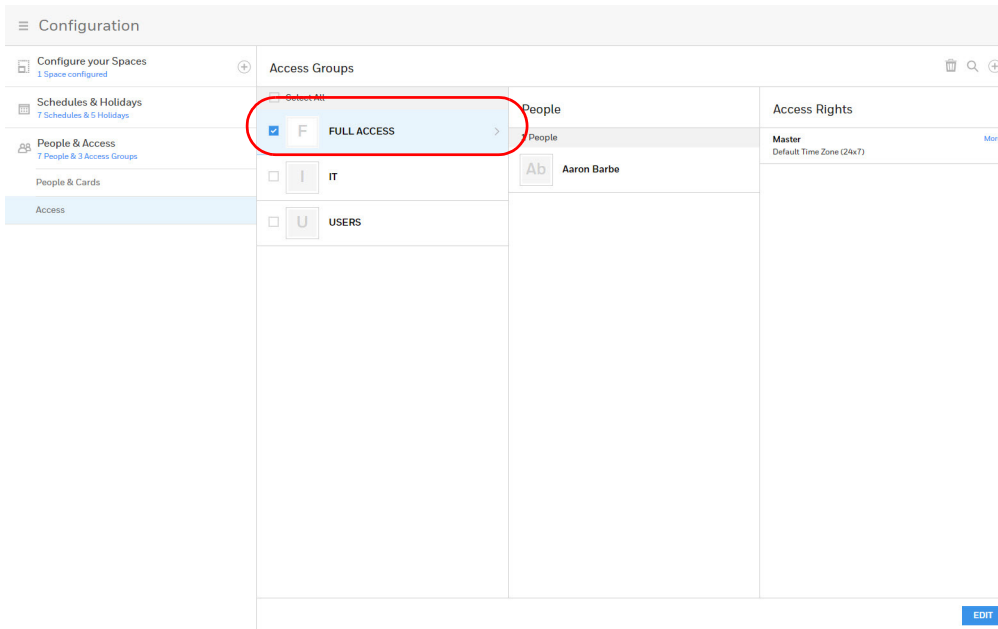 Configuration
Configure your Spaces
1 Space configured
Schedules & Holidays
7 Schedules & 5 Holidays
People & Access
7 People & 3 Access Groups
People & Cards
Access
Access Groups
Select All
F FULL ACCESS
I IT
U USERS
People
1 People
Ab Aaron Barbe
Access Rights
Master Mor
Default Time Zone (24x7)
EDIT